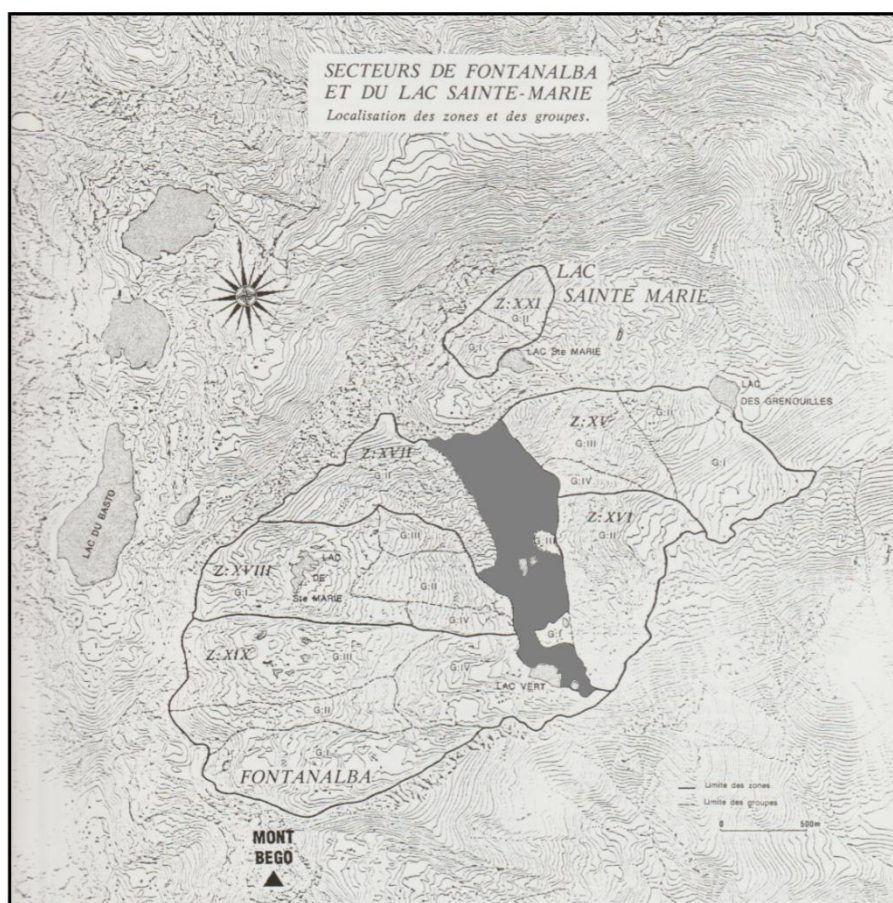 SECTEURS DE FONTANALBA
ET DU LAC SAINTE-MARIE
Localisation des zones et des groupes.
LAC
SAINTE MARIE
Z:XXI
G:II
G:I
LAC Ste MARIE
LAC
DES GRENOUILLES
Z:XV
G:II
G:III
G:I
G:IV
Z:XVII
G:II
Z:XVI
G:II
G:III
LAC DU BASTO
G:III
Z:XVIII
LAC
DE
Ste MARIE
G:I
G:II
G:IV
G:I
Z:XIX
G:III
G:IV
LAC VERT
G:II
G:I
FONTANALBA
Limite des zones
Limite des groupes
0 500m
MONT
BEGO